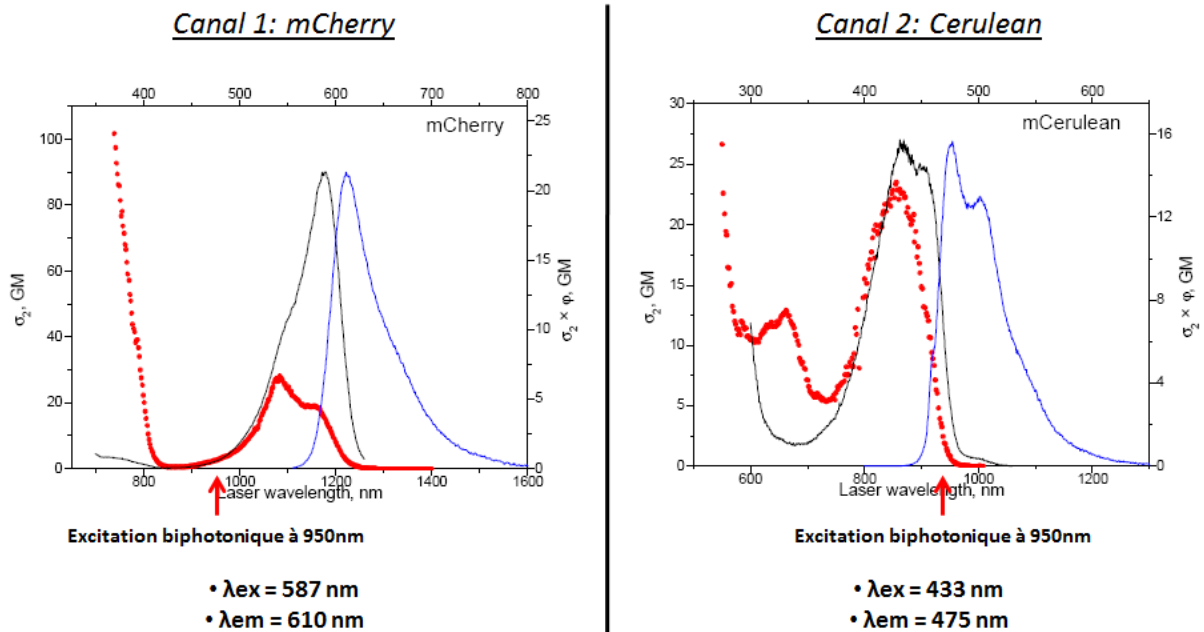 Canal 1: mCherry
400 500 600 700 800
mCherry
100
80
60
40
20
0
σ2, GM
25
20
15
10
5
0
σ2 × φ, GM
800 1000 1200 1400 1600
Laser wavelength, nm
Excitation biphotonique à 950nm
• λex = 587 nm
• λem = 610 nm
Canal 2: Cerulean
300 400 500 600
mCerulean
30
25
20
15
10
5
0
σ2, GM
16
12
8
4
0
σ2 × φ, GM
600 800 1000 1200
Laser wavelength, nm
Excitation biphotonique à 950nm
• λex = 433 nm
• λem = 475 nm